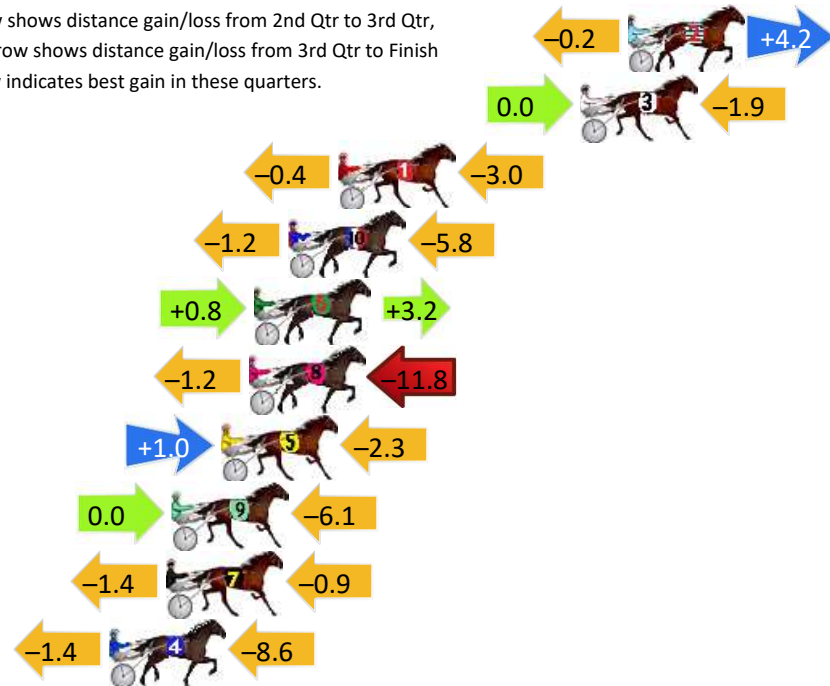 shows distance gain/loss from 2nd Qtr to 3rd Qtr,
row shows distance gain/loss from 3rd Qtr to Finish
indicates best gain in these quarters.
–0.2 2 +4.2
0.0 3 –1.9
–0.4 1 –3.0
–1.2 10 –5.8
+0.8 6 +3.2
–1.2 8 –11.8
+1.0 5 –2.3
0.0 9 –6.1
–1.4 7 –0.9
–1.4 4 –8.6